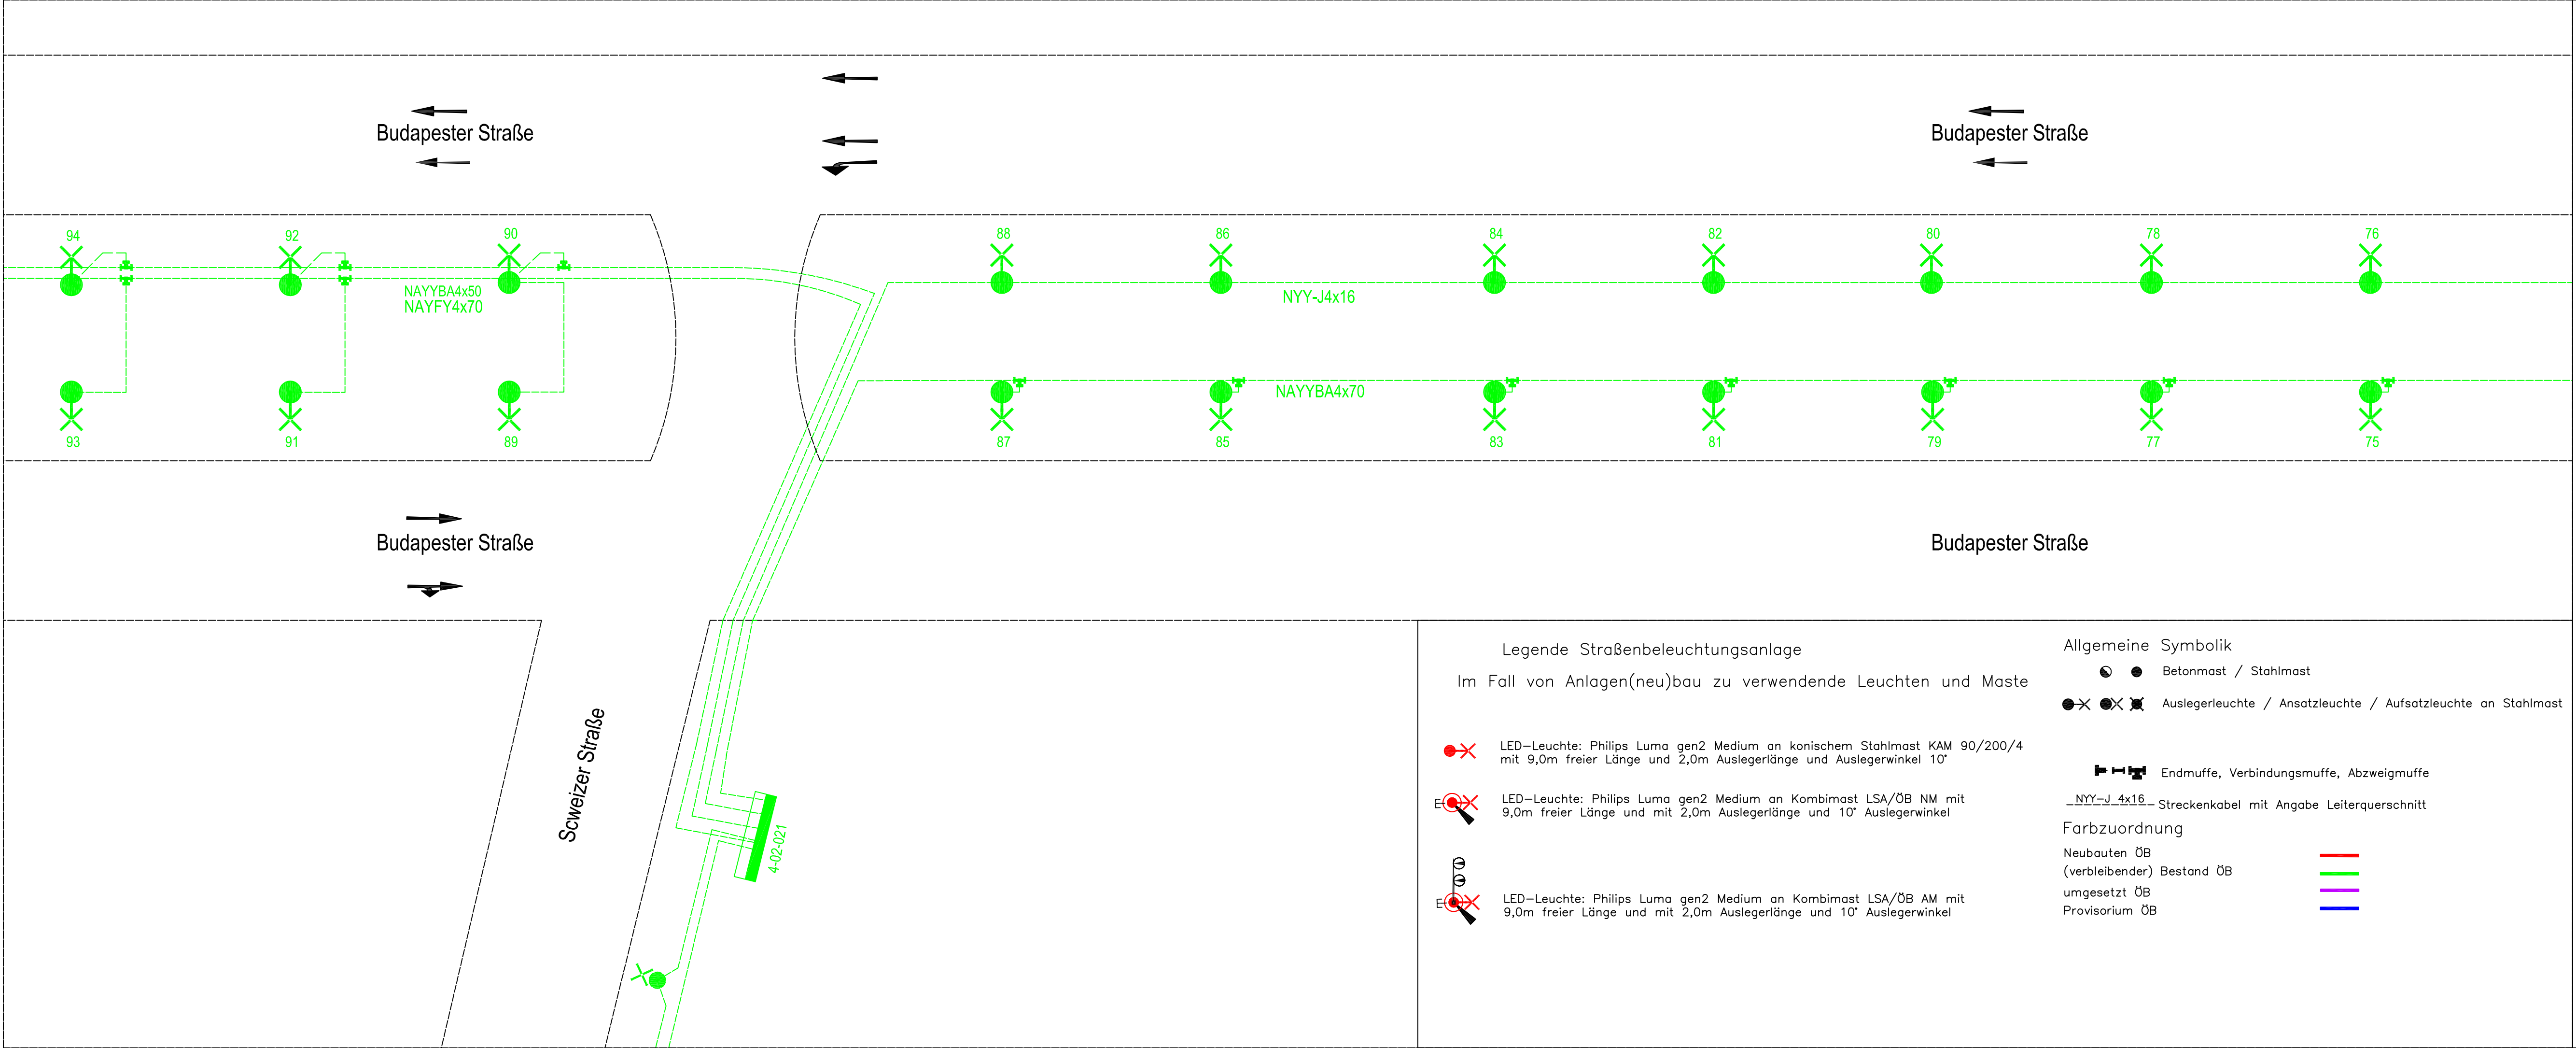 Budapester Straße
Budapester Straße
94
92
90
88
86
84
82
80
78
76
NAYYBA4x50
NAYFY4x70
NYY-J4x16
NAYYBA4x70
93
91
89
87
85
83
81
79
77
75
Budapester Straße
Budapester Straße
Scweizer Straße
4-02-021
Legende Straßenbeleuchtungsanlage
Im Fall von Anlagen(neu)bau zu verwendende Leuchten und Maste
LED-Leuchte: Philips Luma gen2 Medium an konischem Stahlmast KAM 90/200/4
mit 9,0m freier Länge und 2,0m Auslegerlänge und Auslegerwinkel 10°
E
LED-Leuchte: Philips Luma gen2 Medium an Kombimast LSA/ÖB NM mit
9,0m freier Länge und mit 2,0m Auslegerlänge und 10° Auslegerwinkel
E
LED-Leuchte: Philips Luma gen2 Medium an Kombimast LSA/ÖB AM mit
9,0m freier Länge und mit 2,0m Auslegerlänge und 10° Auslegerwinkel
Allgemeine Symbolik
Betonmast / Stahlmast
Auslegerleuchte / Ansatzleuchte / Aufsatzleuchte an Stahlmast
Endmuffe, Verbindungsmuffe, Abzweigmuffe
NYY-J 4x16 Streckenkabel mit Angabe Leiterquerschnitt
Farbzuordnung
Neubauten ÖB
(verbleibender) Bestand ÖB
umgesetzt ÖB
Provisorium ÖB